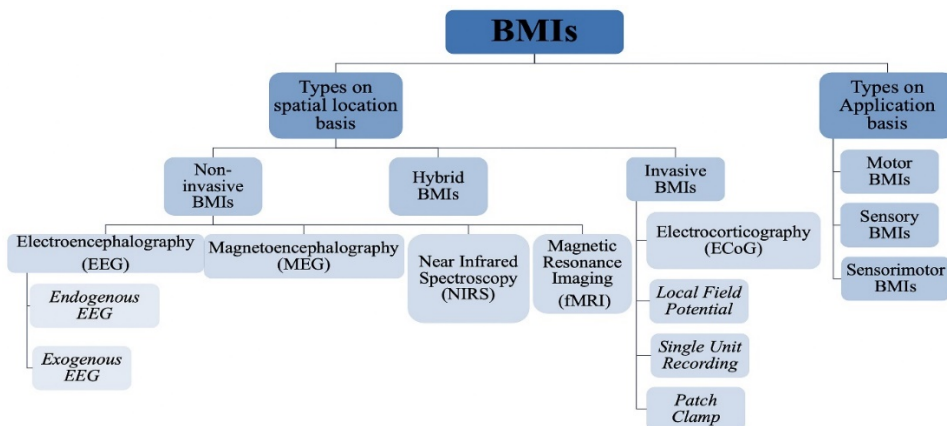 BMIs
Types on
spatial location
basis
Types on
Application
basis
Non-
invasive
BMIs
Hybrid
BMIs
Invasive
BMIs
Motor
BMIs
Sensory
BMIs
Sensorimotor
BMIs
Electroencephalography
(EEG)
Magnetoencephalography
(MEG)
Near Infrared
Spectroscopy
(NIRS)
Magnetic
Resonance
Imaging
(fMRI)
Electrocorticography
(ECoG)
Endogenous
EEG
Exogenous
EEG
Local Field
Potential
Single Unit
Recording
Patch
Clamp